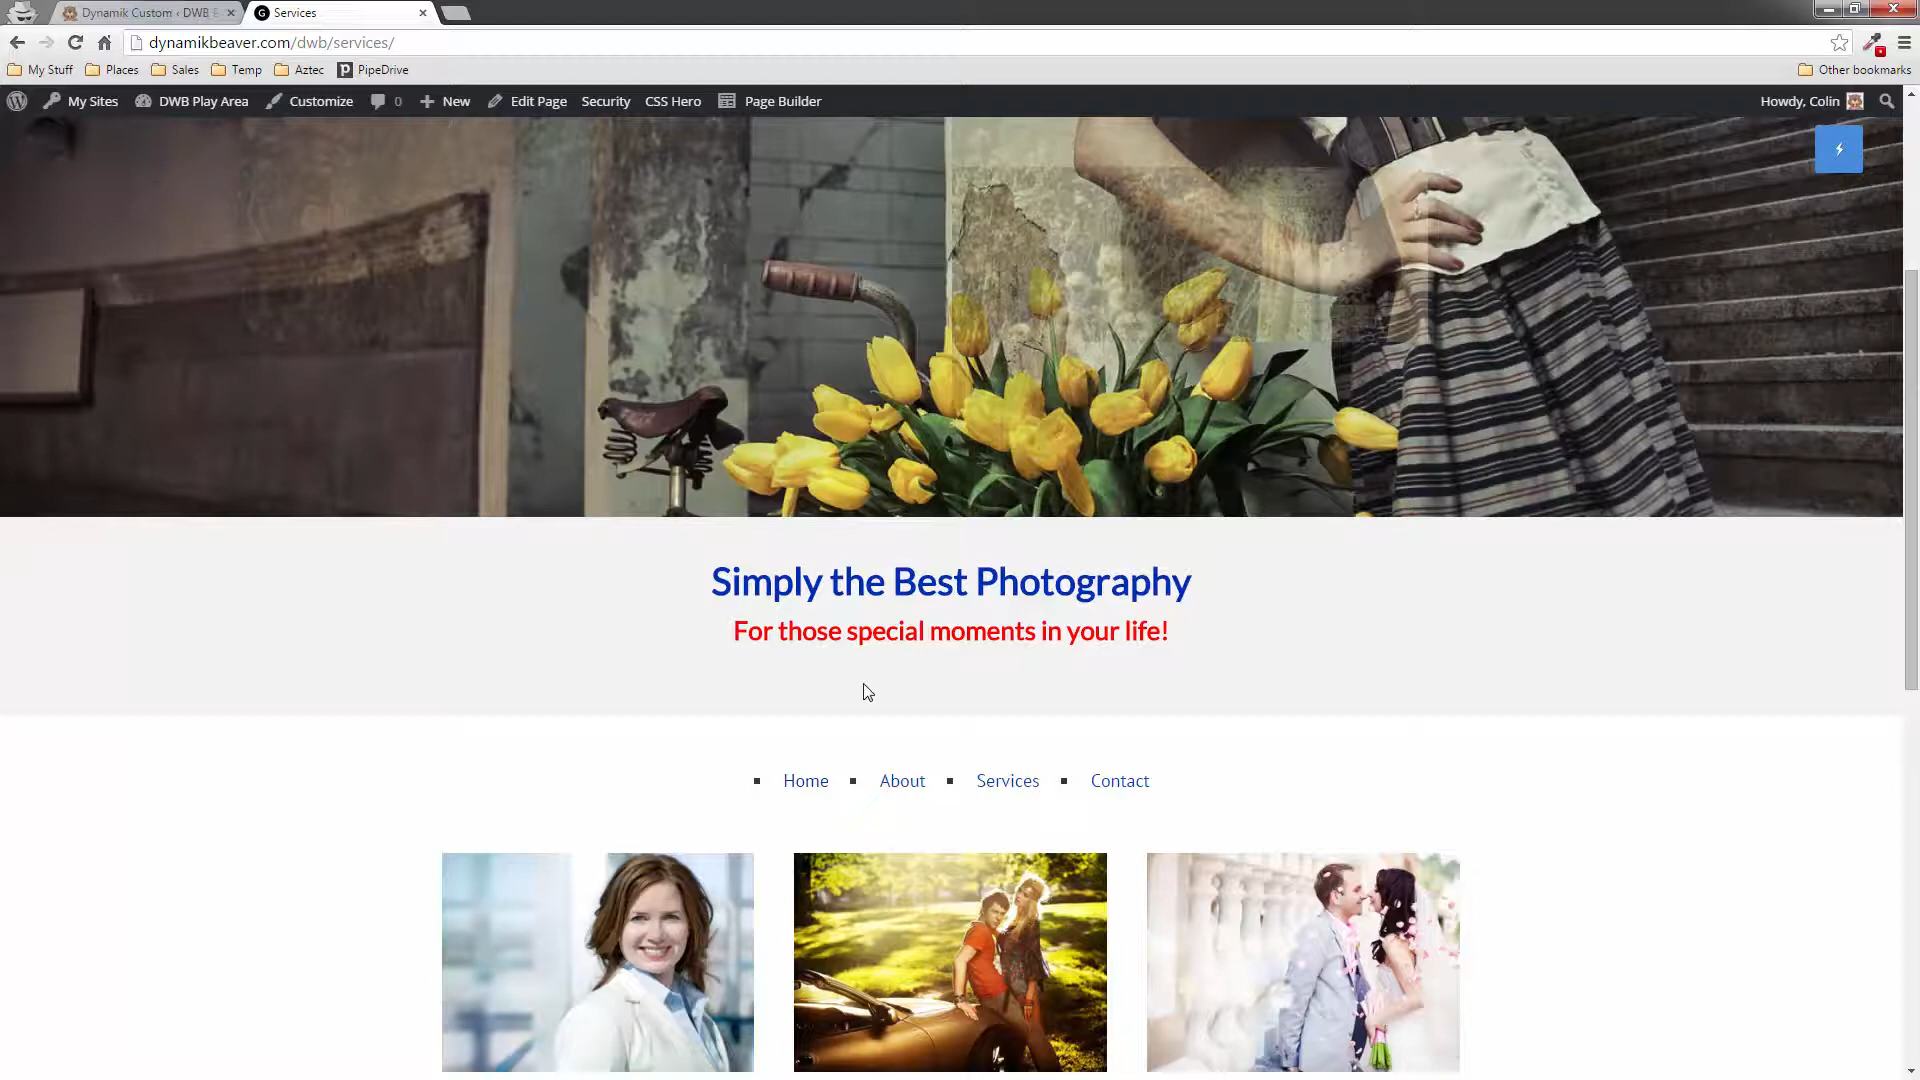 Dynamik Custom ‹ DWB
Services
dynamikbeaver.com/dwb/services/
My Stuff Places Sales Temp Aztec PipeDrive Other bookmarks
My Sites DWB Play Area Customize 0 New Edit Page Security CSS Hero Page Builder Howdy, Colin
Simply the Best Photography
For those special moments in your life!
Home About Services Contact